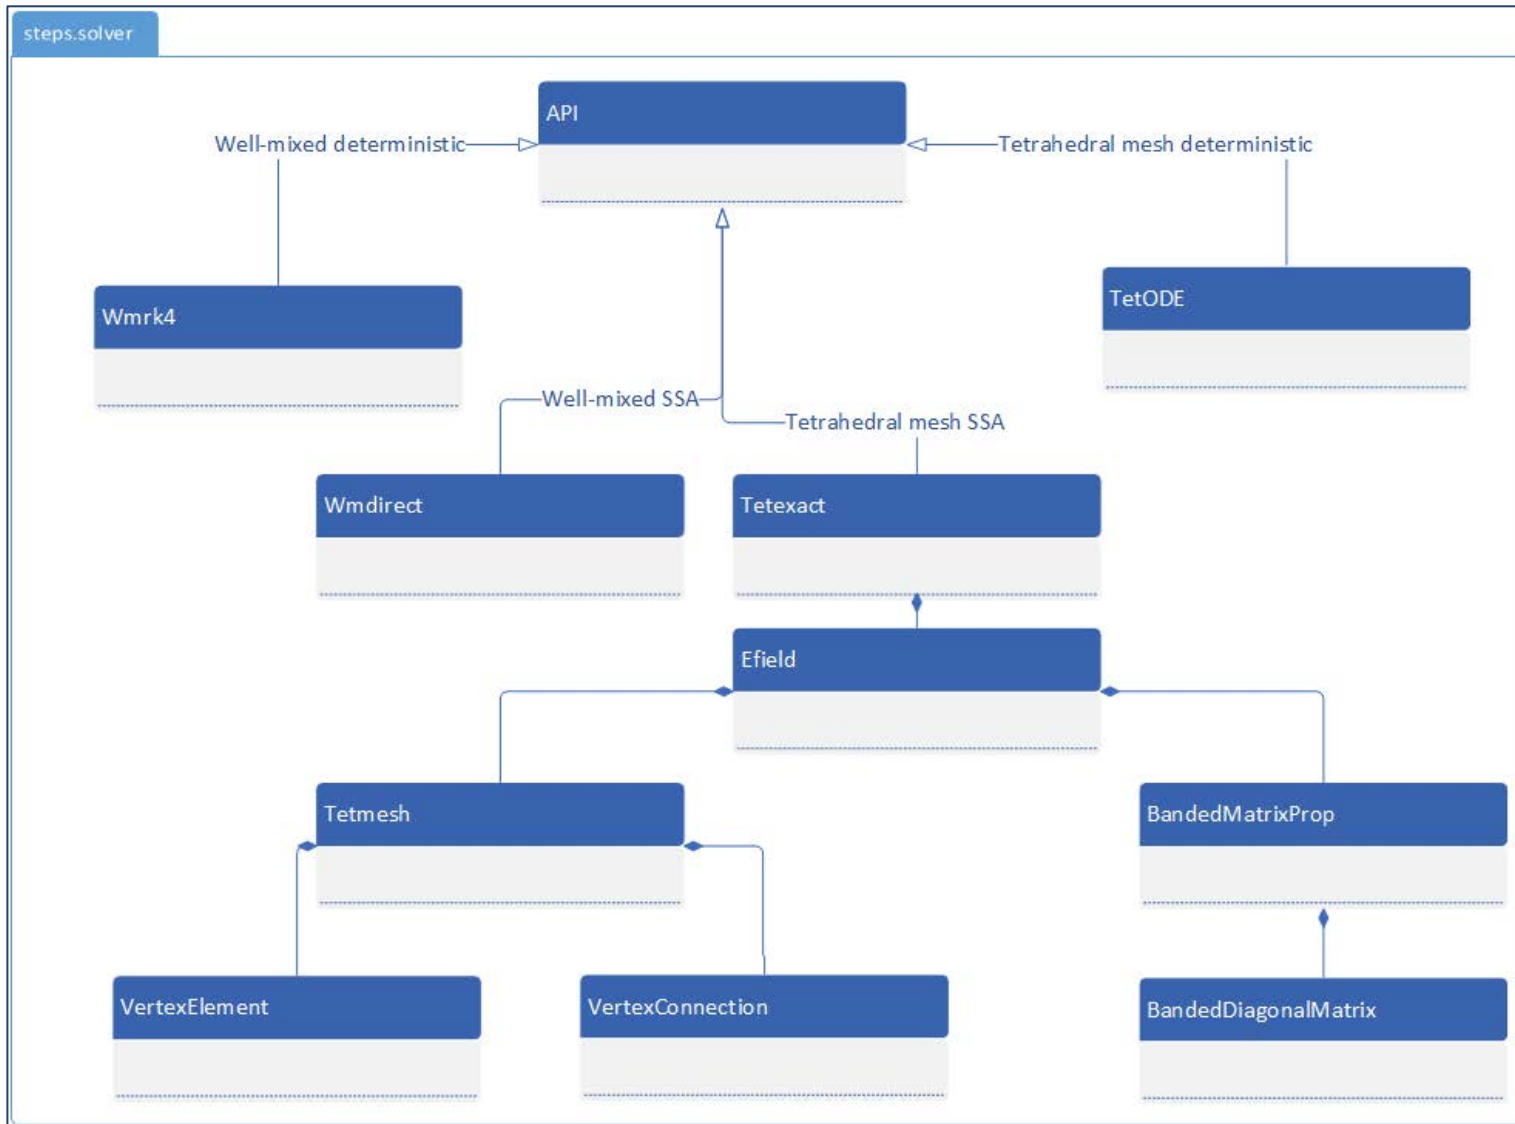 steps.solver
API
Well-mixed deterministic
Tetrahedral mesh deterministic
Wmrk4
TetODE
Well-mixed SSA
Tetrahedral mesh SSA
Wmdirect
Tetexact
Efield
Tetmesh
BandedMatrixProp
VertexElement
VertexConnection
BandedDiagonalMatrix